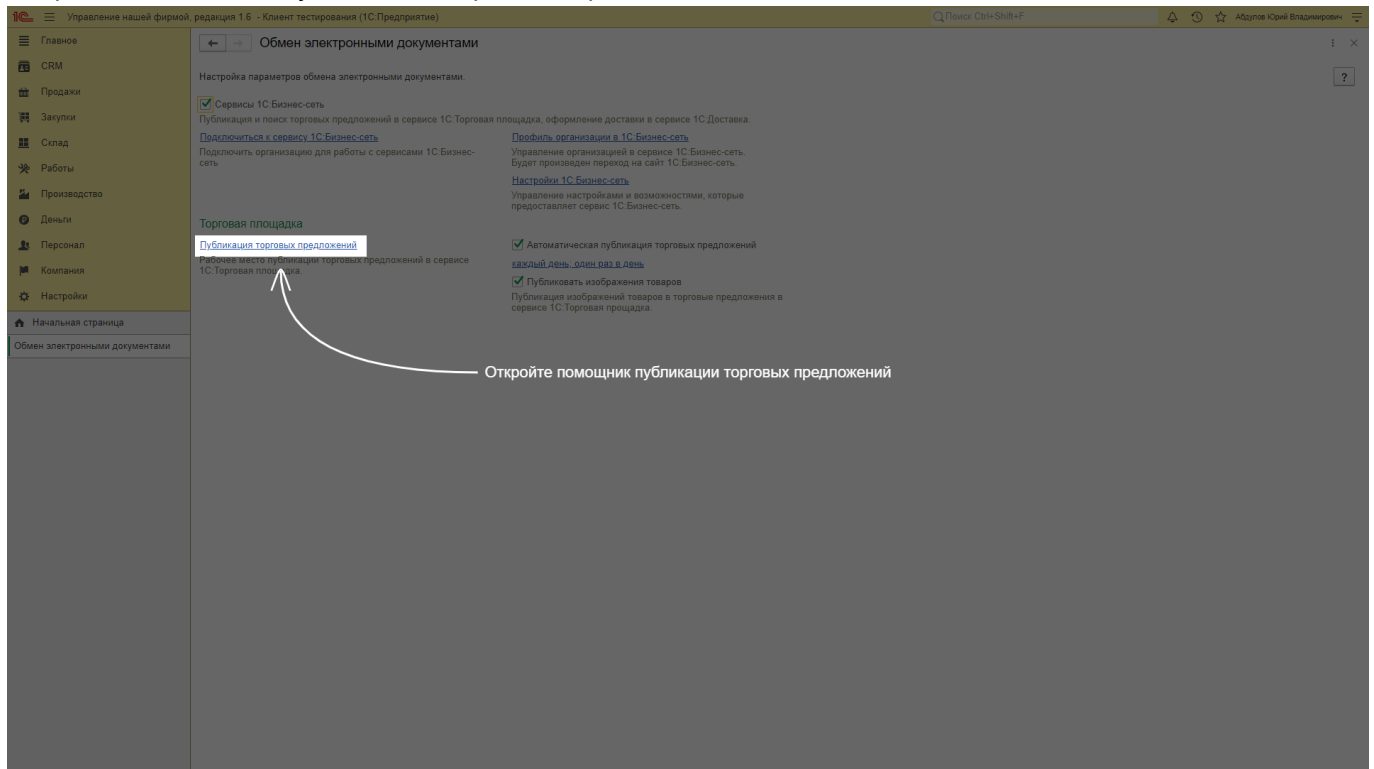 1С Управление нашей фирмой, редакция 1.6 - Клиент тестирования (1С:Предприятие)
Поиск Ctrl+Shift+F
Абдулов Юрий Владимирович
Главное
CRM
Продажи
Закупки
Склад
Работы
Производство
Деньги
Персонал
Компания
Настройки
Начальная страница
Обмен электронными документами
Обмен электронными документами
Настройка параметров обмена электронными документами.
?
Сервисы 1С:Бизнес-сеть
Публикация и поиск торговых предложений в сервисе 1С:Торговая площадка, оформление доставки в сервисе 1С:Доставка.
Подключиться к сервису 1С:Бизнес-сеть
Подключить организацию для работы с сервисами 1С:Бизнес-
сеть
Профиль организации в 1С:Бизнес-сеть
Управление организацией в сервисе 1С:Бизнес-сеть.
Будет произведен переход на сайт 1С:Бизнес-сеть.
Настройки 1С:Бизнес-сеть
Управление настройками и возможностями, которые
предоставляет сервис 1С:Бизнес-сеть.
Торговая площадка
Публикация торговых предложений
Рабочее место публикации торговых предложений в сервисе
1С:Торговая площадка.
Автоматическая публикация торговых предложений
каждый день; один раз в день
Публиковать изображения товаров
Публикация изображений товаров в торговые предложения в
сервисе 1С:Торговая прощадка.
Откройте помощник публикации торговых предложений